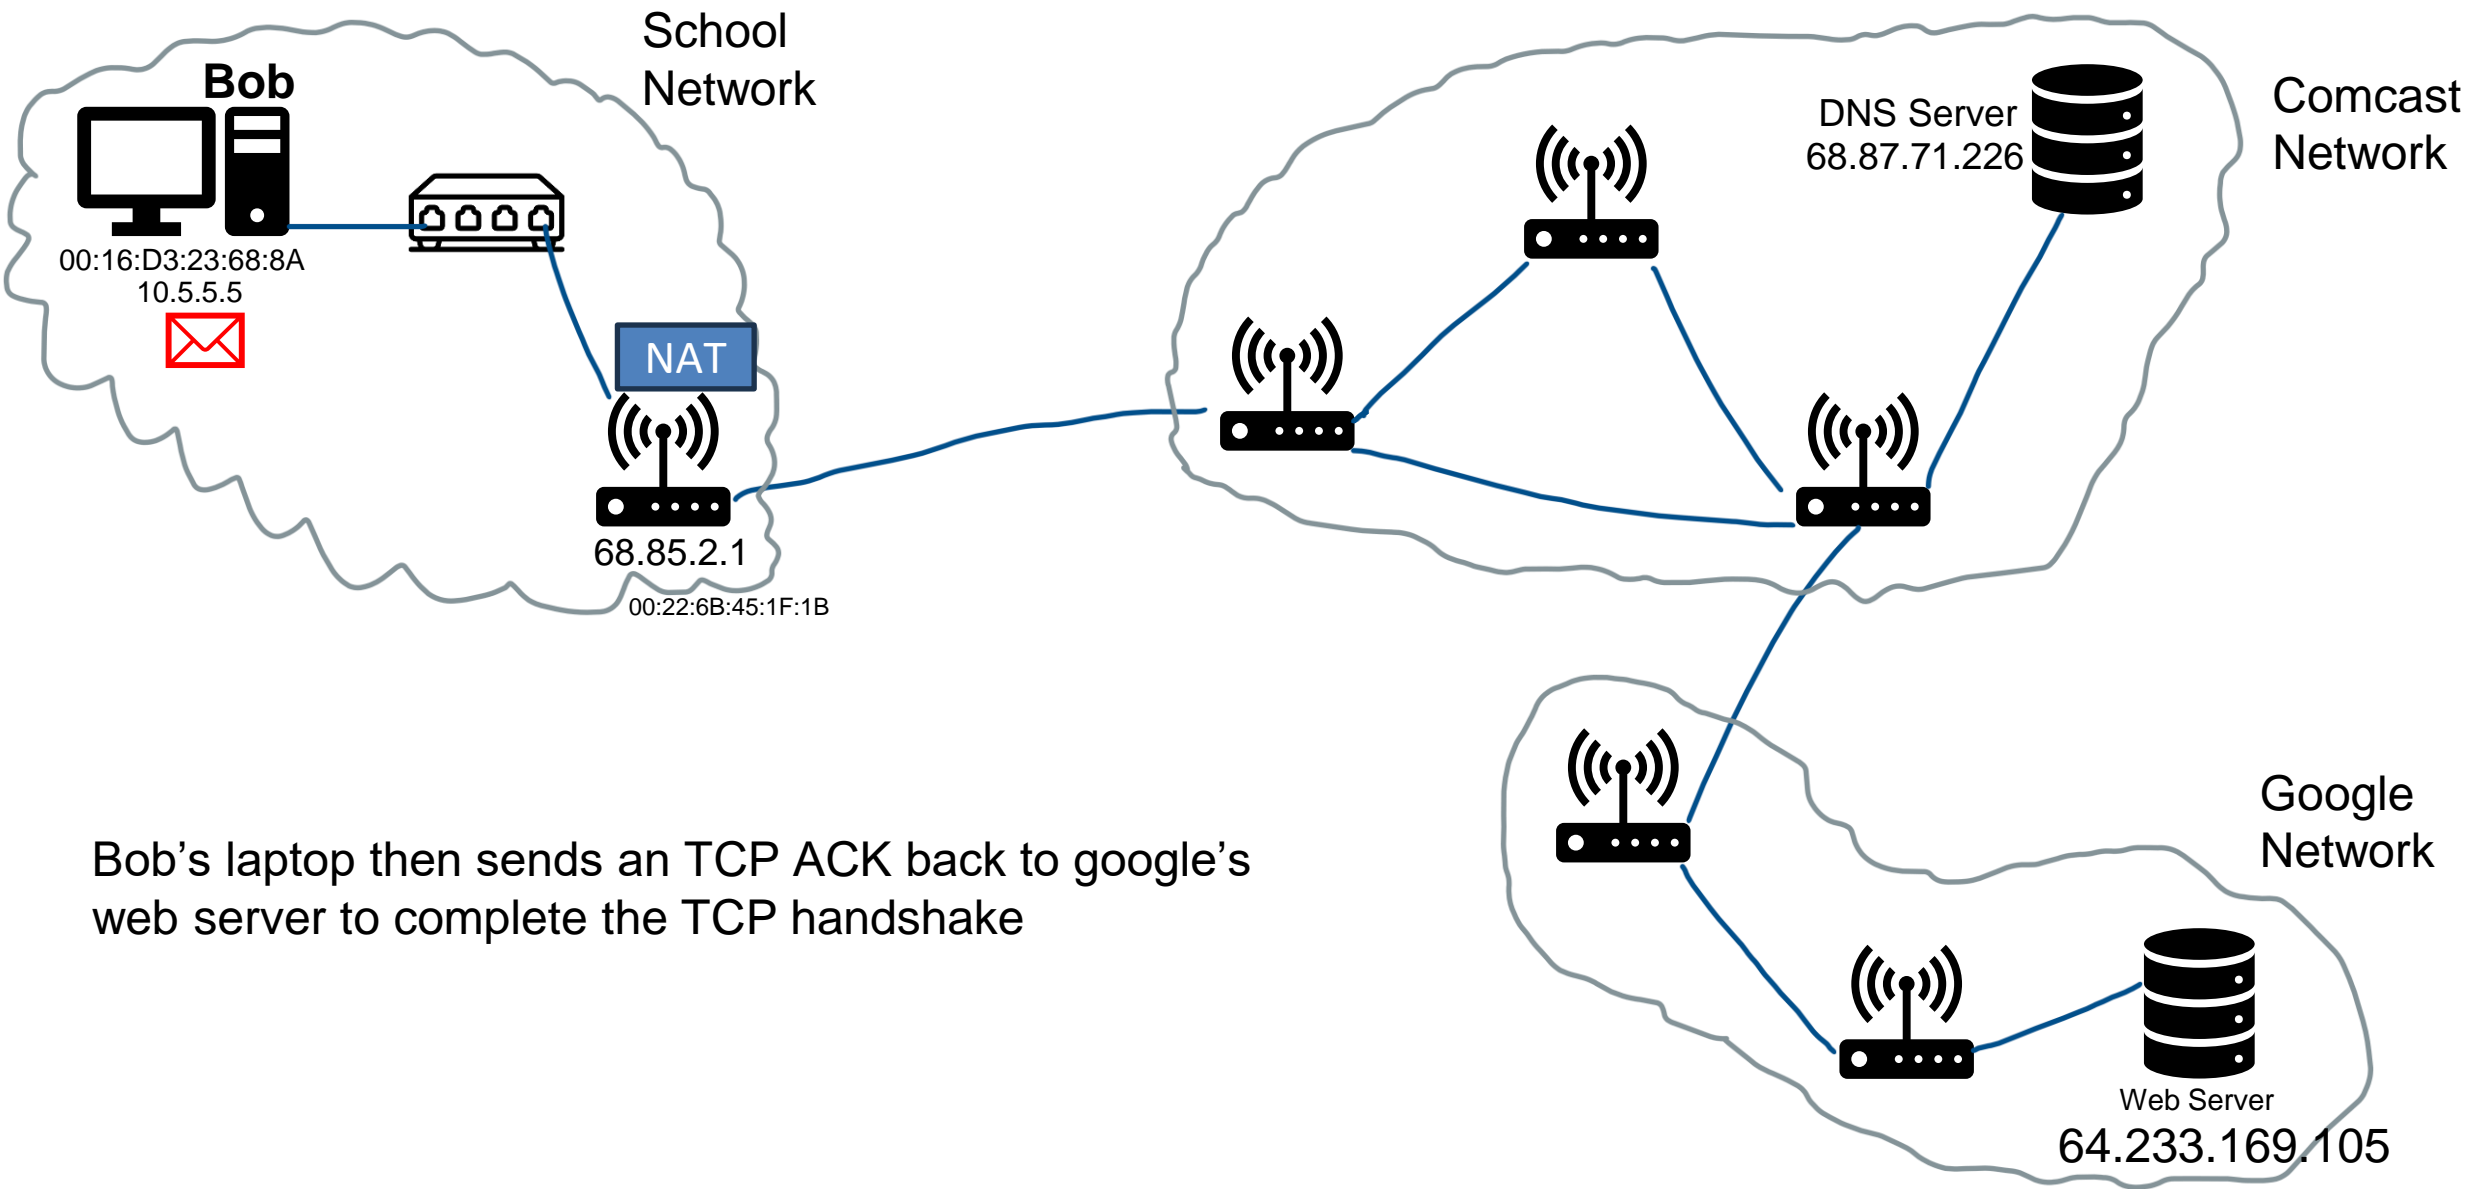 School
Network
Bob
00:16:D3:23:68:8A
10.5.5.5
NAT
68.85.2.1
00:22:6B:45:1F:1B
DNS Server
68.87.71.226
Comcast
Network
Google
Network
Web Server
64.233.169.105
Bob’s laptop then sends an TCP ACK back to google’s
web server to complete the TCP handshake